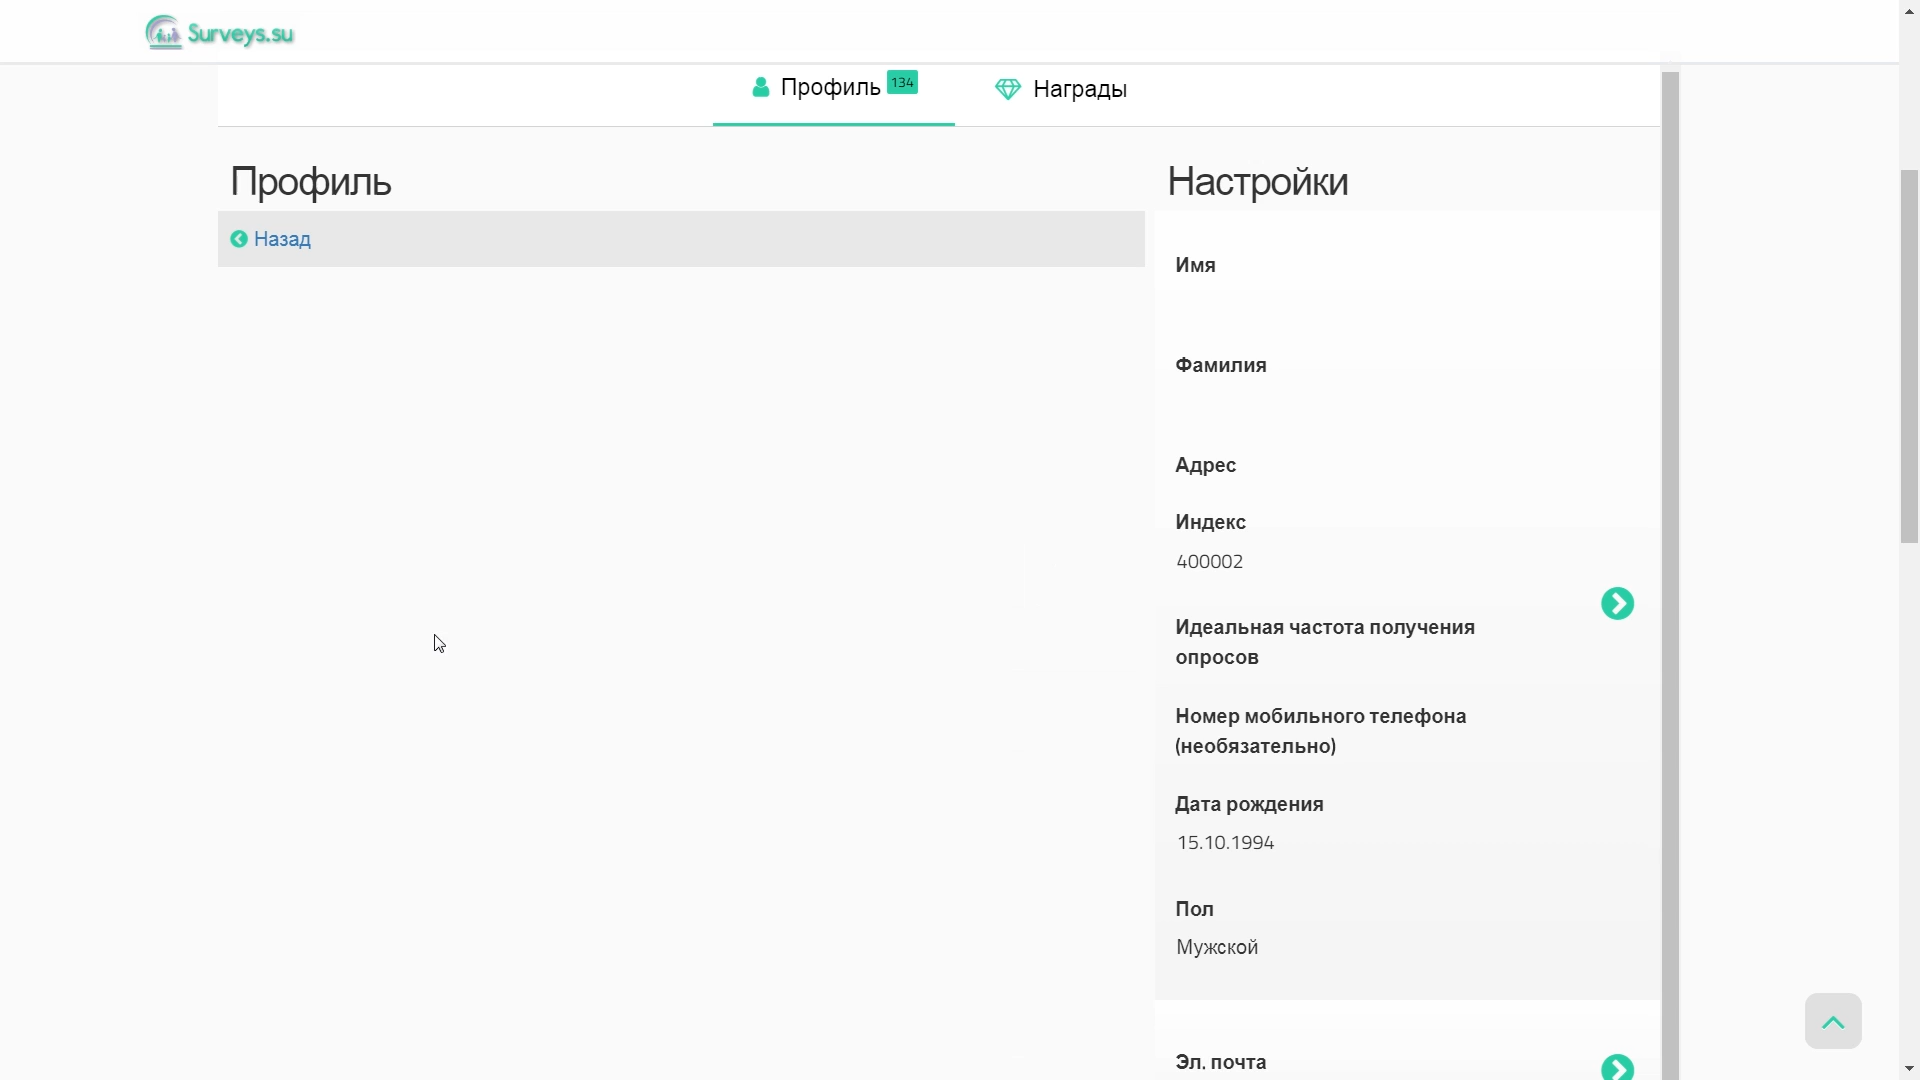 Surveys.su
Профиль 134
Награды
Профиль
Назад
Настройки
Имя
Фамилия
Адрес
Индекс
400002
Идеальная частота получения
опросов
Номер мобильного телефона
(необязательно)
Дата рождения
15.10.1994
Пол
Мужской
Эл. почта